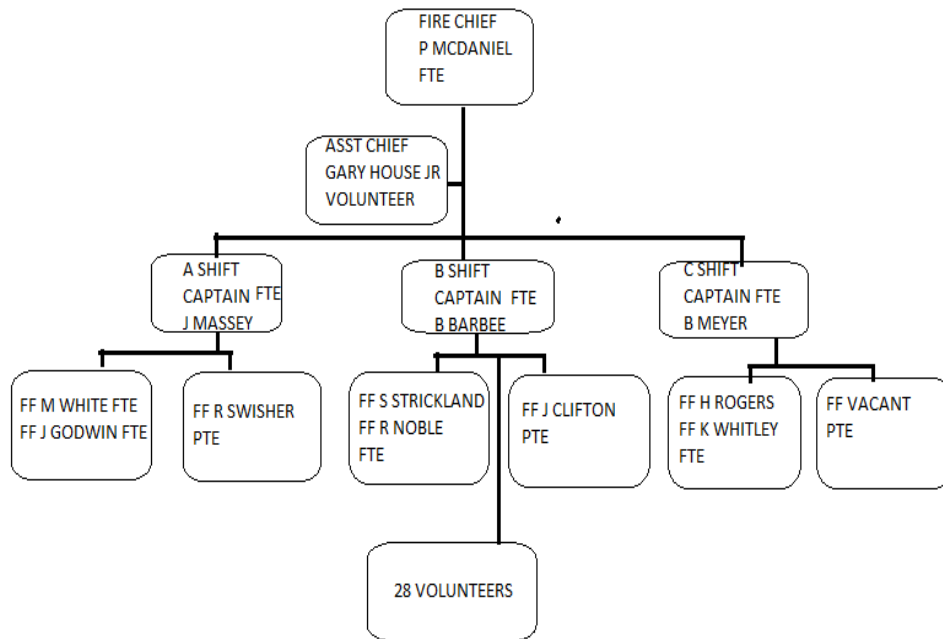 FIRE CHIEF
P MCDANIEL
FTE
ASST CHIEF
GARY HOUSE JR
VOLUNTEER
A SHIFT
CAPTAIN FTE
J MASSEY
B SHIFT
CAPTAIN FTE
B BARBEE
C SHIFT
CAPTAIN FTE
B MEYER
FF M WHITE FTE
FF J GODWIN FTE
FF R SWISHER
PTE
FF S STRICKLAND
FF R NOBLE
FTE
FF J CLIFTON
PTE
FF H ROGERS
FF K WHITLEY
FTE
FF VACANT
PTE
28 VOLUNTEERS